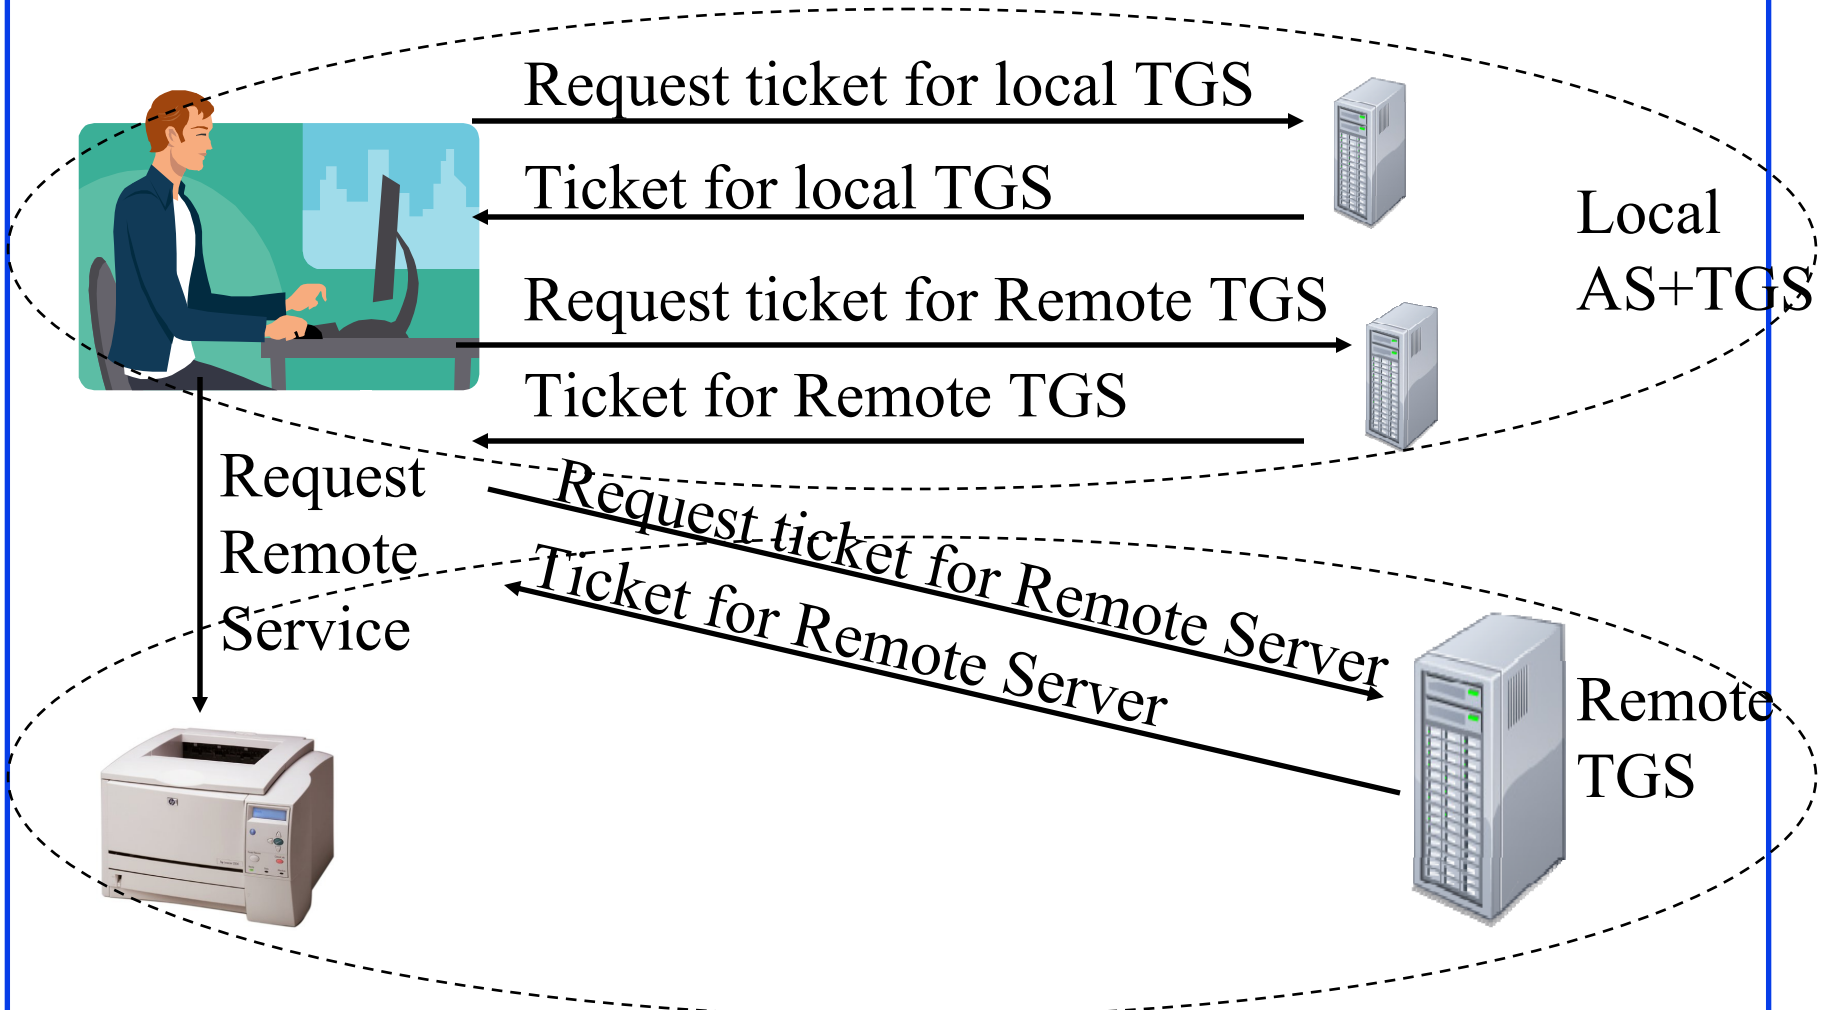 Request ticket for local TGS
Ticket for local TGS
Local
AS+TGS
Request ticket for Remote TGS
Ticket for Remote TGS
Request
Remote
Service
Request ticket for Remote Server
Ticket for Remote Server
Remote
TGS
hp